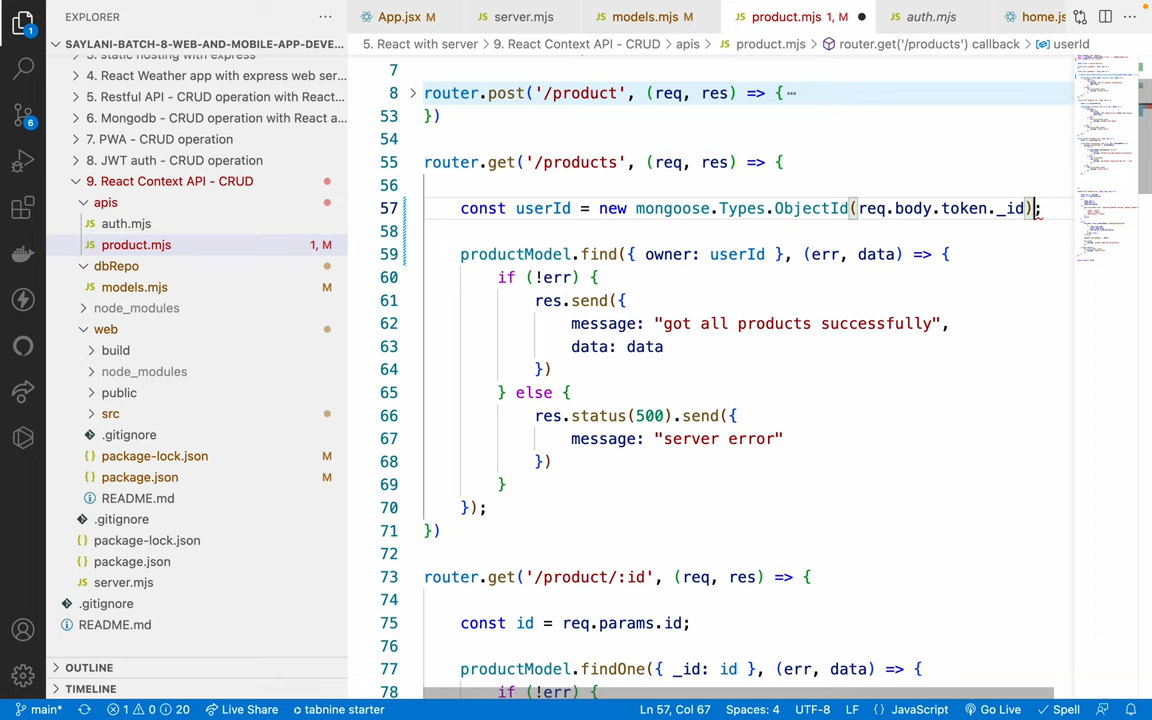 EXPLORER
App.jsx M
server.mjs
models.mjs M
product.mjs 1, M
auth.mjs
home.js
SAYLANI-BATCH-8-WEB-AND-MOBILE-APP-DEVE...
3. static hosting with express
4. React Weather app with express web ser...
5. Restful API - CRUD operation with React...
6. Mongodb - CRUD operation with React a...
7. PWA - CRUD operation
8. JWT auth - CRUD operation
9. React Context API - CRUD
apis
auth.mjs
product.mjs 1, M
dbRepo
models.mjs M
node_modules
web
build
node_modules
public
src
.gitignore
package-lock.json M
package.json M
README.md
.gitignore
package-lock.json
package.json
server.mjs
.gitignore
README.md
OUTLINE
TIMELINE
5. React with server > 9. React Context API - CRUD > apis > product.mjs > router.get('/products') callback > userId
7
8 router.post('/product', (req, res) => {
53 })
54
55 router.get('/products', (req, res) => {
56
57 const userId = new mongoose.Types.ObjectId(req.body.token._id);
58
59 productModel.find({ owner: userId }, (err, data) => {
60 if (!err) {
61 res.send({
62 message: "got all products successfully",
63 data: data
64 })
65 } else {
66 res.status(500).send({
67 message: "server error"
68 })
69 }
70 });
71 })
72
73 router.get('/product/:id', (req, res) => {
74
75 const id = req.params.id;
76
77 productModel.findOne({ _id: id }, (err, data) => {
78 if (!err) {
1
6
main* 1 0 20 Live Share tabnine starter Ln 57, Col 67 Spaces: 4 UTF-8 LF {} JavaScript Go Live Spell